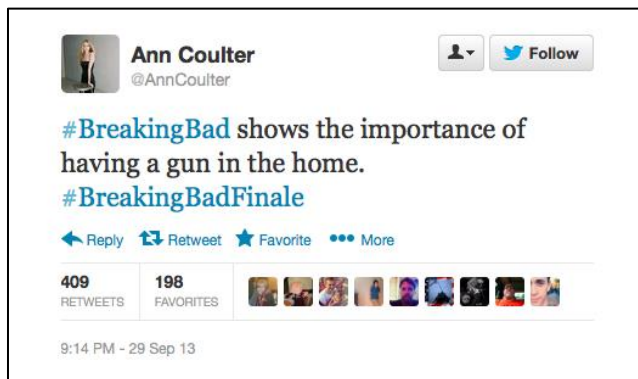 Ann Coulter
@AnnCoulter
Follow
#BreakingBad shows the importance of
having a gun in the home.
#BreakingBadFinale
Reply Retweet Favorite More
409 198
RETWEETS FAVORITES
9:14 PM - 29 Sep 13